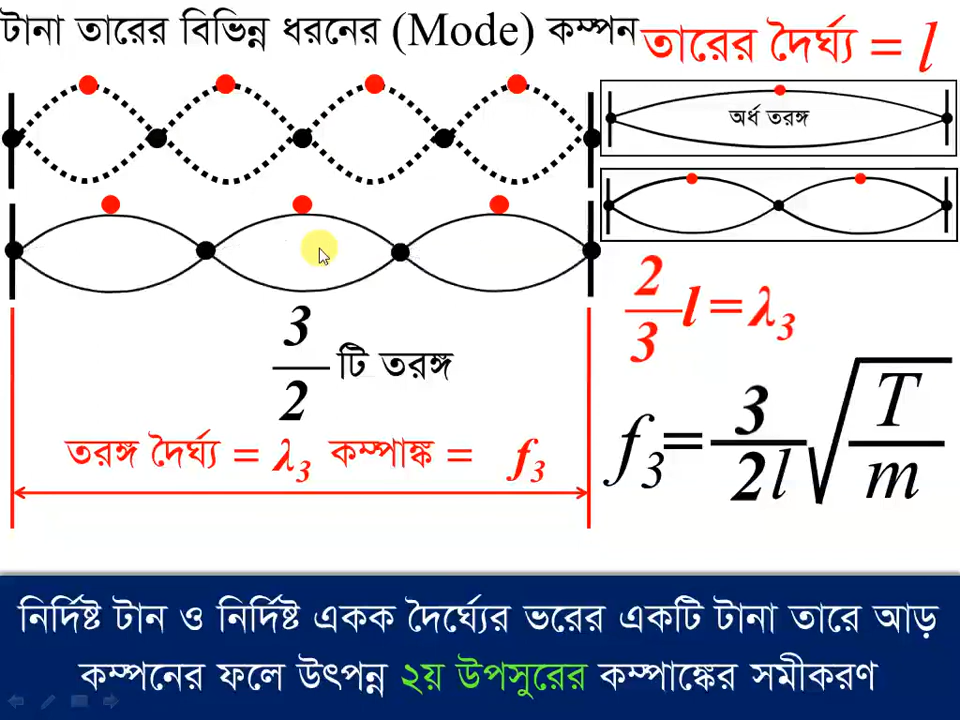 টানা তারের বিভিন্ন ধরনের (Mode) কম্পন
তারের দৈর্ঘ্য = l
অর্ধ তরঙ্গ
2/3 l = λ3
3/2 টি তরঙ্গ
f3 = 3/2l √T/m
তরঙ্গ দৈর্ঘ্য = λ3 কম্পাঙ্ক = f3
নির্দিষ্ট টান ও নির্দিষ্ট একক দৈর্ঘ্যের ভরের একটি টানা তারে আড়
কম্পনের ফলে উৎপন্ন ২য় উপসুরের কম্পাঙ্কের সমীকরণ